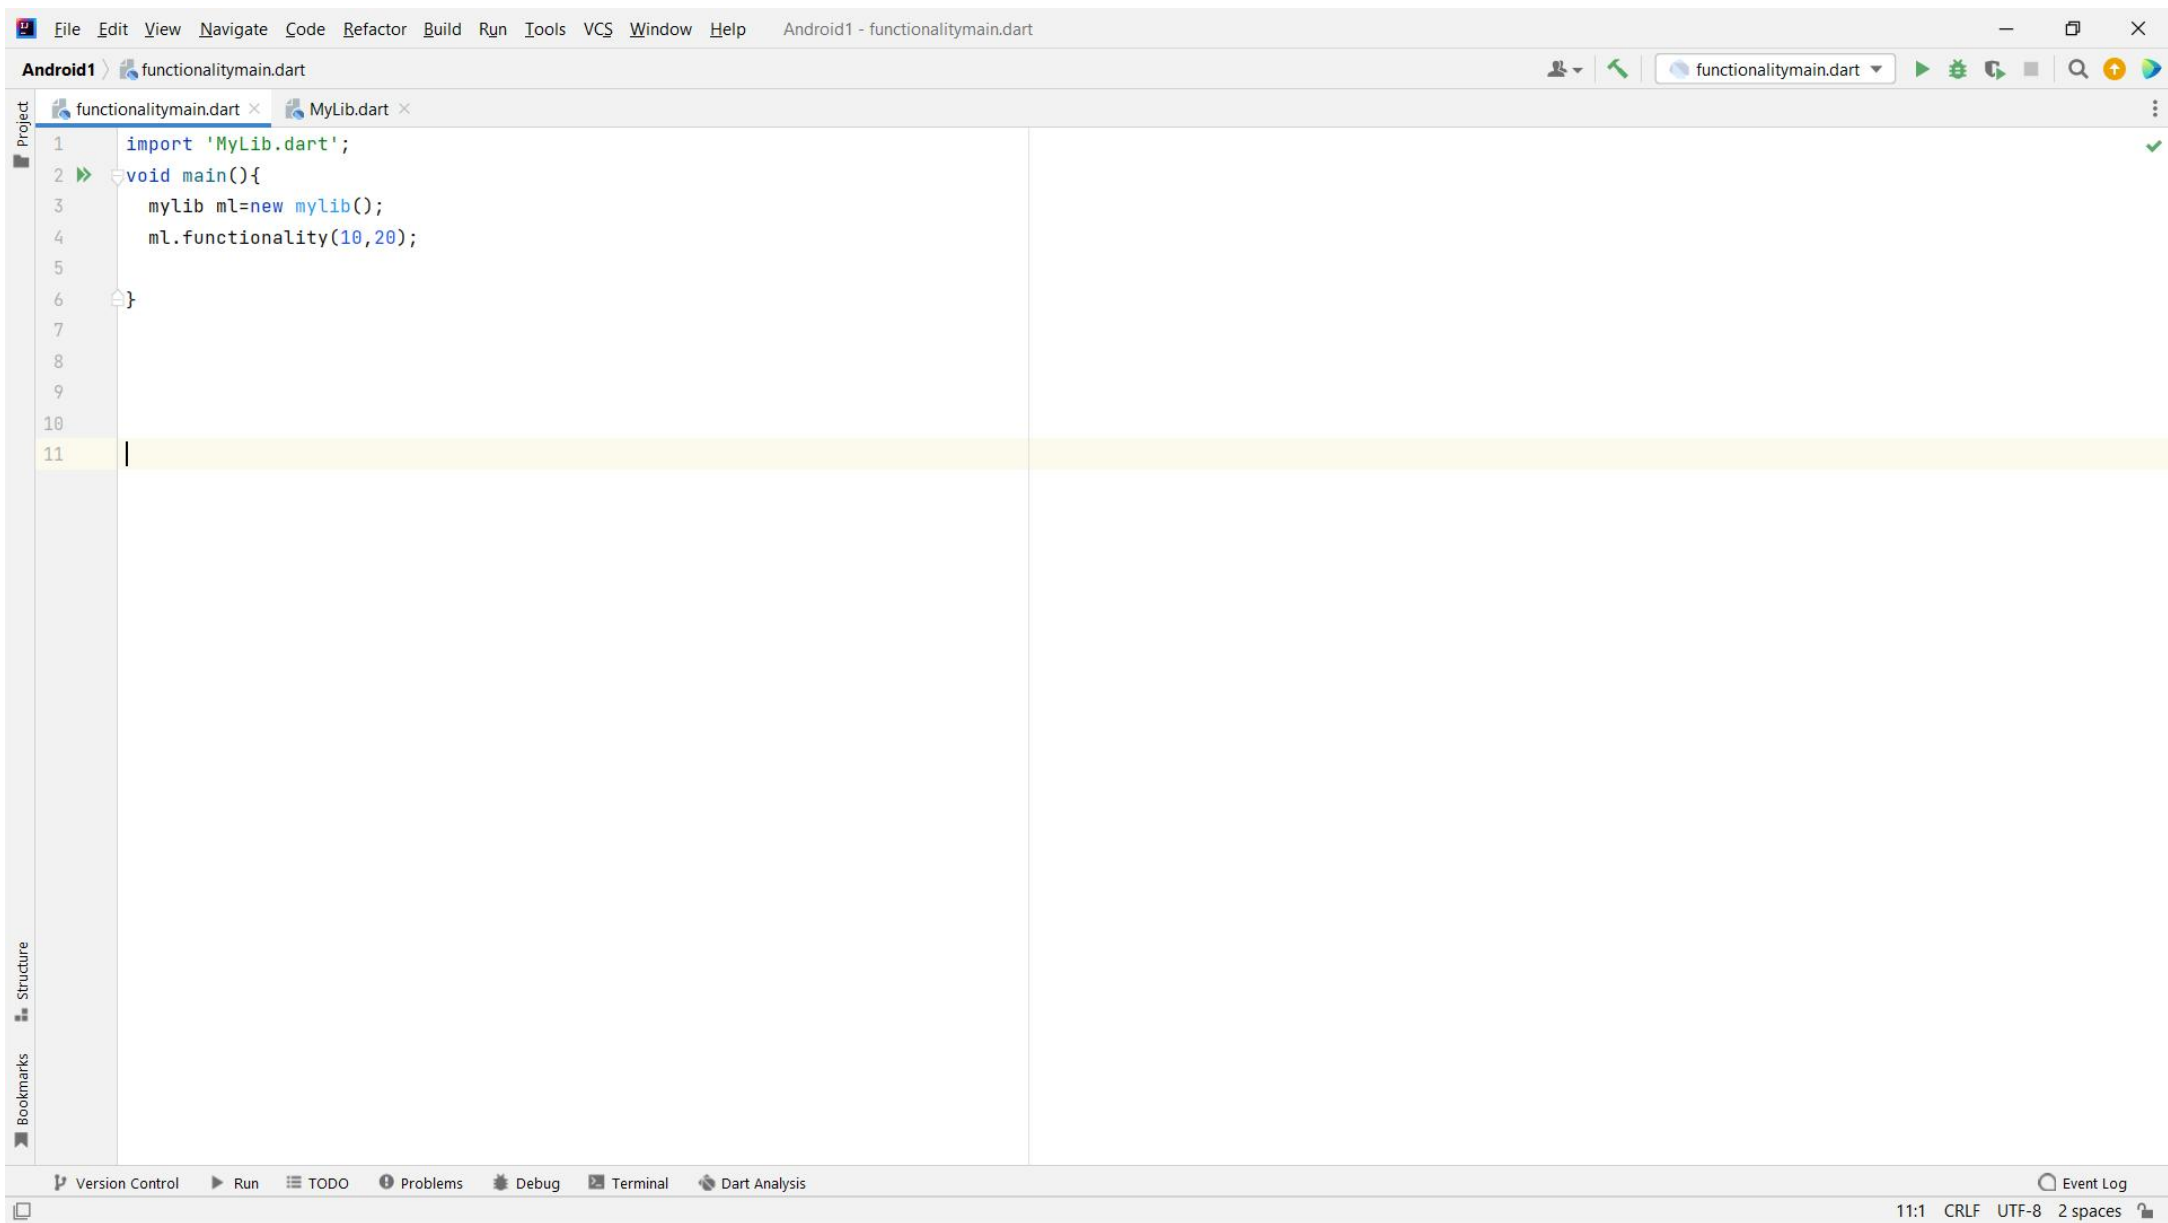 File Edit View Navigate Code Refactor Build Run Tools VCS Window Help Android1 - functionalitymain.dart
Android1 functionalitymain.dart functionalitymain.dart
Project
functionalitymain.dart MyLib.dart
1 import 'MyLib.dart';
2 void main(){
3 mylib ml=new mylib();
4 ml.functionality(10,20);
5
6 }
7
8
9
10
11
Structure
Bookmarks
Version Control Run TODO Problems Debug Terminal Dart Analysis Event Log
11:1 CRLF UTF-8 2 spaces